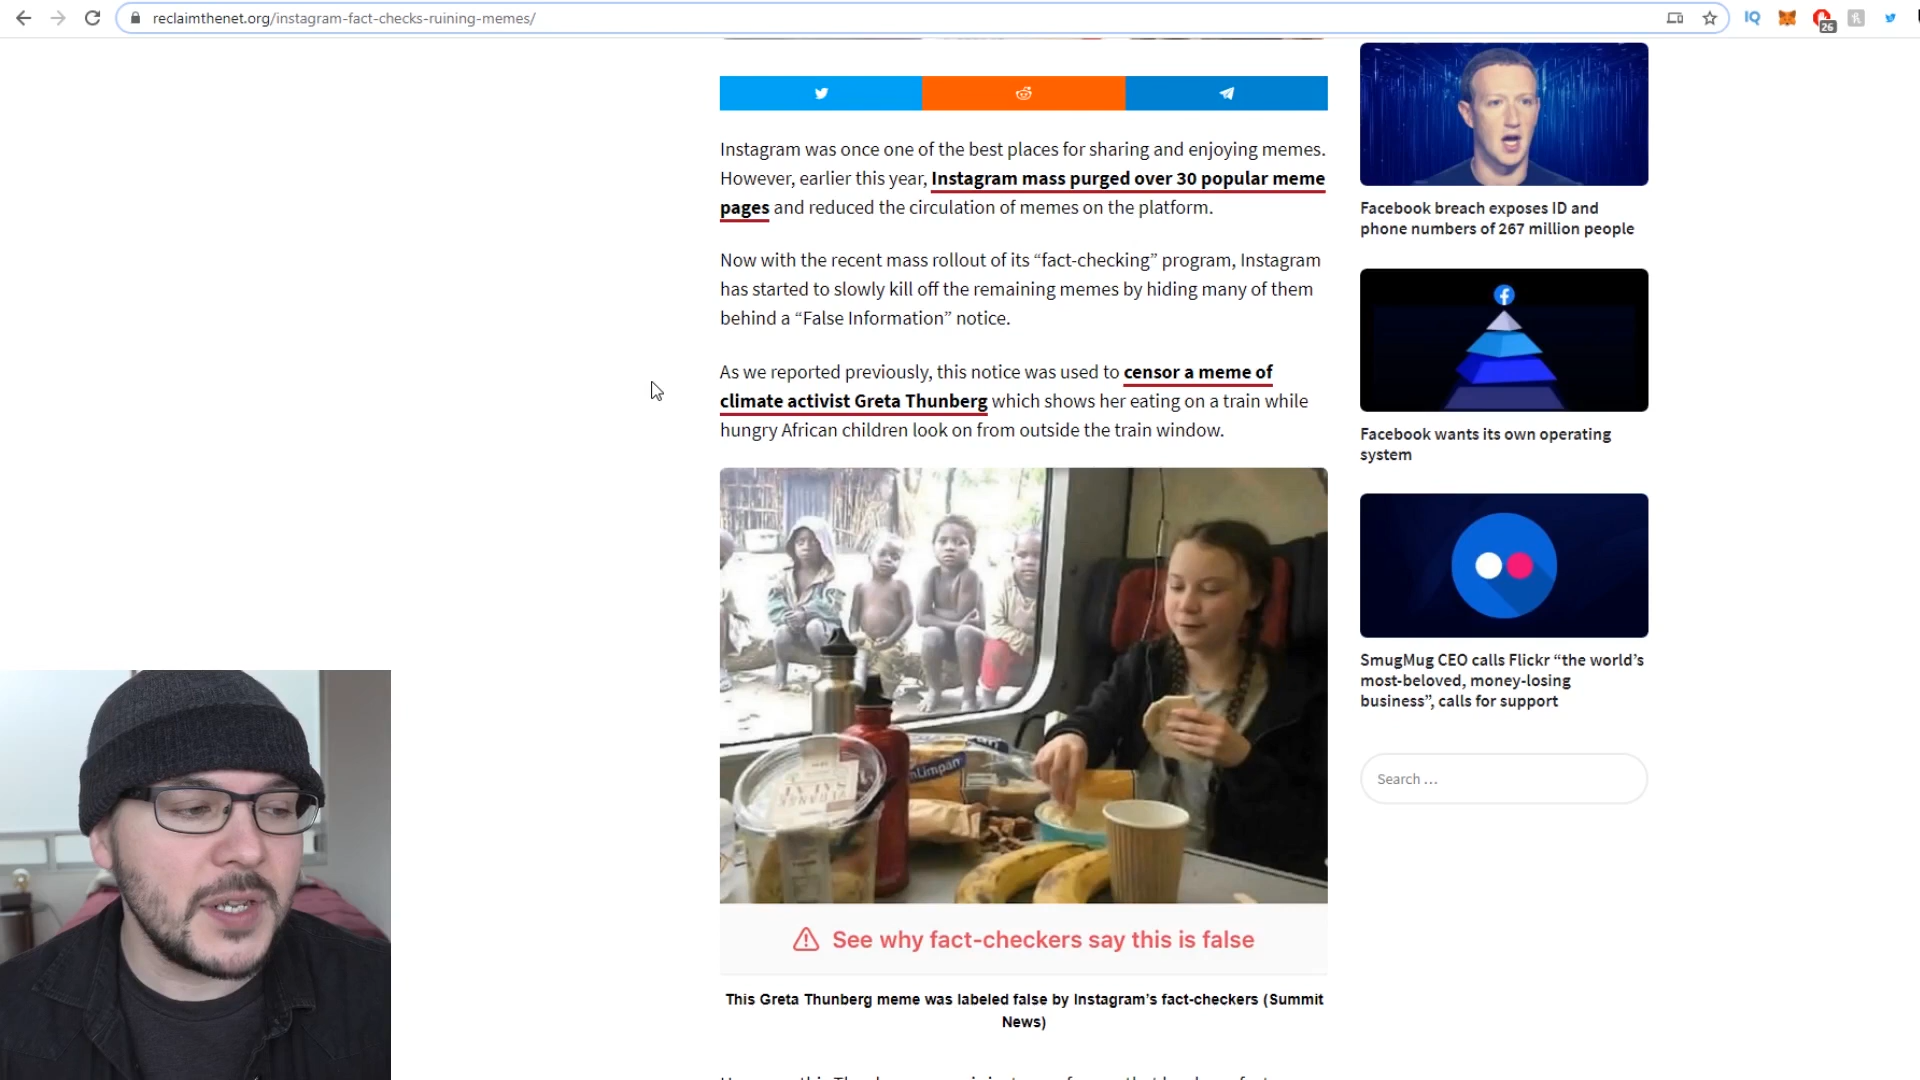 reclaimthenet.org/instagram-fact-checks-ruining-memes/
IQ
26
Instagram was once one of the best places for sharing and enjoying memes.
However, earlier this year, Instagram mass purged over 30 popular meme
pages and reduced the circulation of memes on the platform.
Now with the recent mass rollout of its “fact-checking” program, Instagram
has started to slowly kill off the remaining memes by hiding many of them
behind a “False Information” notice.
As we reported previously, this notice was used to censor a meme of
climate activist Greta Thunberg which shows her eating on a train while
hungry African children look on from outside the train window.
See why fact-checkers say this is false
This Greta Thunberg meme was labeled false by Instagram’s fact-checkers (Summit
News)
Facebook breach exposes ID and
phone numbers of 267 million people
Facebook wants its own operating
system
SmugMug CEO calls Flickr “the world’s
most-beloved, money-losing
business”, calls for support
Search …